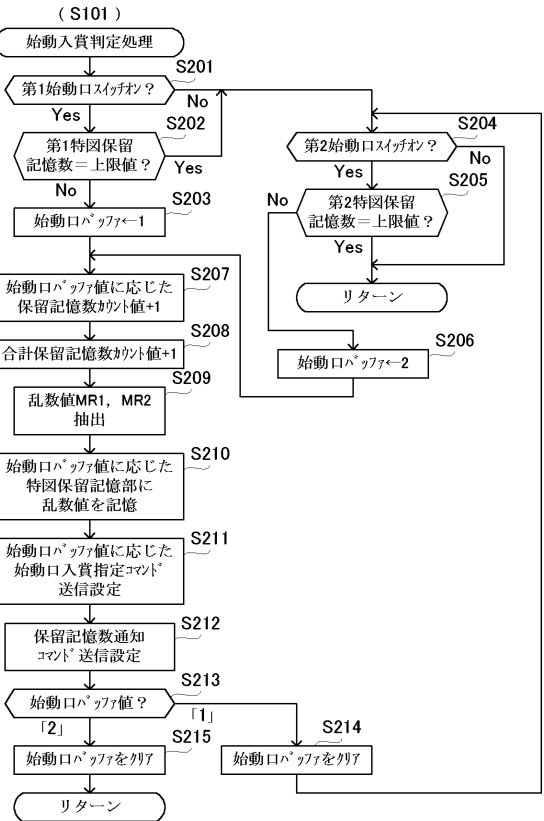 (S101)
始動入賞判定処理
S201
第1始動口スイッチオン?
No
Yes
S202
第1特図保留
記憶数=上限値?
Yes
No
S203
始動口バッファ←1
S204
第2始動口スイッチオン?
No
Yes
S205
No
第2特図保留
記憶数=上限値?
Yes
リターン
S206
始動口バッファ←2
S207
始動口バッファ値に応じた
保留記憶数カウント値+1
S208
合計保留記憶数カウント値+1
S209
乱数値MR1, MR2
抽出
S210
始動口バッファ値に応じた
特図保留記憶部に
乱数値を記憶
S211
始動口バッファ値に応じた
始動口入賞指定コマンド
送信設定
S212
保留記憶数通知
コマンド送信設定
S213
始動口バッファ値?
「2」
「1」
S215
始動口バッファをクリア
S214
始動口バッファをクリア
リターン